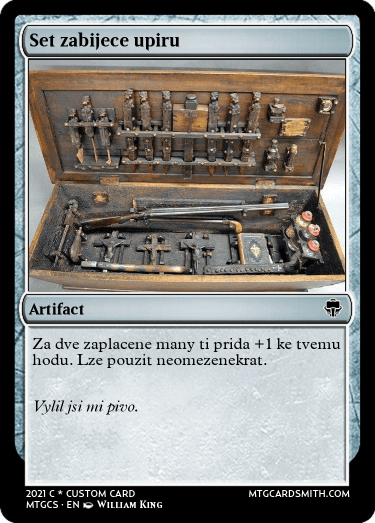 Set zabijece upiru
Artifact
Za dve zaplacene many ti prida +1 ke tvemu
hodu. Lze pouzit neomezenekrat.
Vylil jsi mi pivo.
2021 C * CUSTOM CARD
MTGCS • EN William King
MTGCARDSMITH.COM